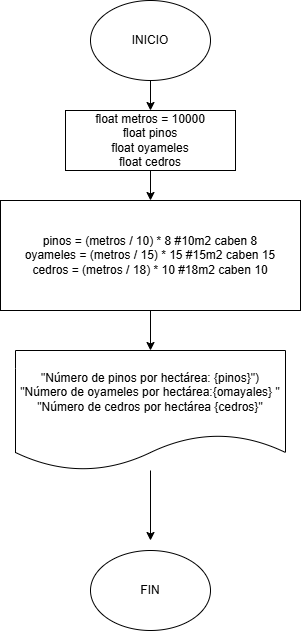 INICIO
float metros = 10000
float pinos
float oyameles
float cedros
pinos = (metros / 10) * 8 #10m2 caben 8
oyameles = (metros / 15) * 15 #15m2 caben 15
cedros = (metros / 18) * 10 #18m2 caben 10
"Número de pinos por hectárea: {pinos}")
"Número de oyameles por hectárea:{omayales} "
"Número de cedros por hectárea {cedros}"
FIN